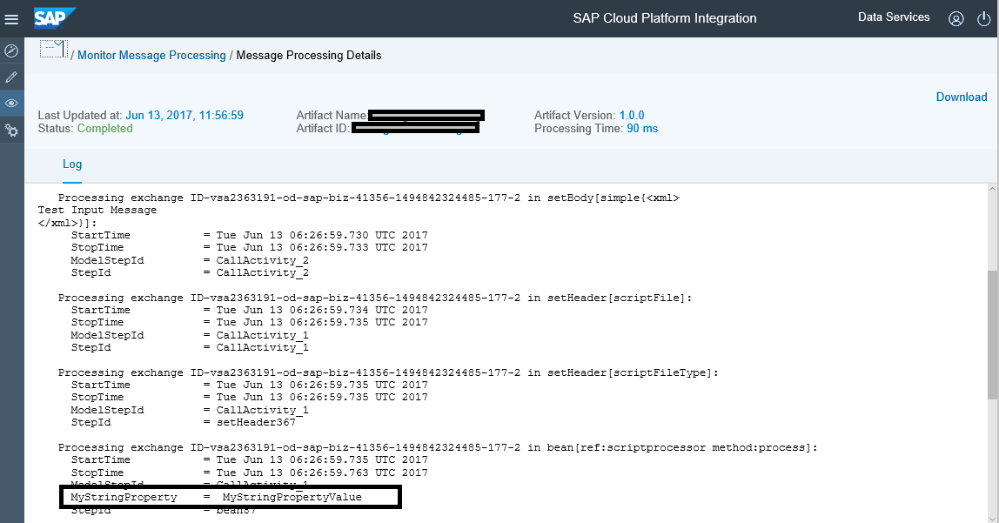 SAP SAP Cloud Platform Integration Data Services
... / Monitor Message Processing / Message Processing Details
Download
Last Updated at: Jun 13, 2017, 11:56:59 Artifact Name: Artifact Version: 1.0.0
Status: Completed Artifact ID: Processing Time: 90 ms
Log
Processing exchange ID-vsa2363191-od-sap-biz-41356-1494842324485-177-2 in setBody[simple{<xml>
Test Input Message
</xml>}]:
StartTime = Tue Jun 13 06:26:59.730 UTC 2017
StopTime = Tue Jun 13 06:26:59.733 UTC 2017
ModelStepId = CallActivity_2
StepId = CallActivity_2
Processing exchange ID-vsa2363191-od-sap-biz-41356-1494842324485-177-2 in setHeader[scriptFile]:
StartTime = Tue Jun 13 06:26:59.734 UTC 2017
StopTime = Tue Jun 13 06:26:59.735 UTC 2017
ModelStepId = CallActivity_1
StepId = CallActivity_1
Processing exchange ID-vsa2363191-od-sap-biz-41356-1494842324485-177-2 in setHeader[scriptFileType]:
StartTime = Tue Jun 13 06:26:59.735 UTC 2017
StopTime = Tue Jun 13 06:26:59.735 UTC 2017
ModelStepId = CallActivity_1
StepId = setHeader367
Processing exchange ID-vsa2363191-od-sap-biz-41356-1494842324485-177-2 in bean[ref:scriptprocessor method:process]:
StartTime = Tue Jun 13 06:26:59.735 UTC 2017
StopTime = Tue Jun 13 06:26:59.763 UTC 2017
ModelStepId = CallActivity_1
MyStringProperty = MyStringPropertyValue
StepId = bean87